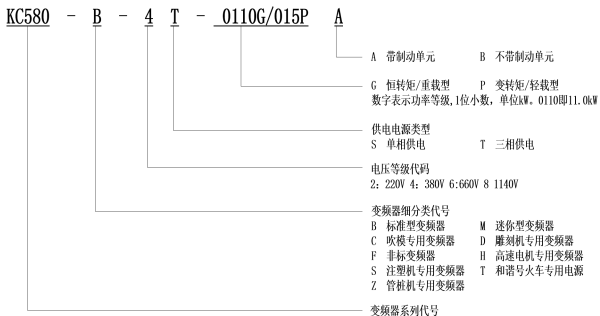 KC580 - B - 4 T - 0110G/015P A
A 带制动单元 B 不带制动单元
G 恒转矩/重载型 P 变转矩/轻载型
数字表示功率等级,1位小数，单位kW。0110即11.0kW
供电电源类型
S 单相供电 T 三相供电
电压等级代码
2: 220V 4: 380V 6:660V 8 1140V
变频器细分类代号
B 标准型变频器 M 迷你型变频器
C 吹模专用变频器 D 雕刻机专用变频器
F 非标变频器 H 高速电机专用变频器
S 注塑机专用变频器 T 和谐号火车专用电源
Z 管桩机专用变频器
变频器系列代号